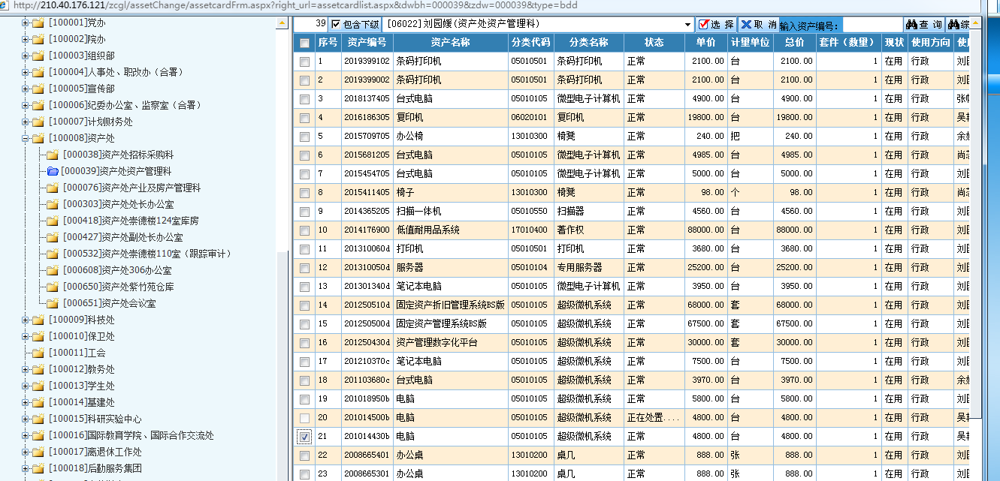 http://210.40.176.121/zcgl/assetChange/assetcardFrm.aspx?right_url=assetcardlist.aspx&dwbh=000039&zdw=000039&type=bdd
[100001]党办
[100002]院办
[100003]组织部
[100004]人事处、职改办（合署）
[100005]宣传部
[100006]纪委办公室、监察室（合署）
[100007]计划财务处
[100008]资产处
[000038]资产处招标采购科
[000039]资产处资产管理科
[000076]资产处产业及房产管理科
[000303]资产处处长办公室
[000418]资产处崇德楼124室库房
[000427]资产处副处长办公室
[000532]资产处崇德楼110室（跟踪审计）
[000608]资产处306办公室
[000650]资产处紫竹苑仓库
[000651]资产处会议室
[100009]科技处
[100010]保卫处
[100011]工会
[100012]教务处
[100013]学生处
[100014]基建处
[100015]科研实验中心
[100016]国际教育学院、国际合作交流处
[100017]离退休工作处
[100018]后勤服务集团
39 包含下级 [06022]刘园媛(资产处资产管理科) 选 择 取 消 输入资产编号: 查 询 综
序号 资产编号 资产名称 分类代码 分类名称 状态 单价 计量单位 总价 套件（数量） 现状 使用方向 使
1 2019399102 条码打印机 05010501 条码打印机 正常 2100.00 台 2100.00 1 在用 行政 刘
2 2019399002 条码打印机 05010501 条码打印机 正常 2100.00 台 2100.00 1 在用 行政 刘
3 2018137405 台式电脑 05010105 微型电子计算机 正常 4900.00 台 4900.00 1 在用 行政 张
4 2016186305 复印机 06020101 复印机 正常 19800.00 台 19800.00 1 在用 行政 吴
5 2015709705 办公椅 13010300 椅凳 正常 240.00 把 240.00 1 在用 行政 余
6 2015681205 台式电脑 05010105 微型电子计算机 正常 4985.00 台 4985.00 1 在用 行政 尚
7 2015454705 台式电脑 05010105 微型电子计算机 正常 5000.00 台 5000.00 1 在用 行政 刘
8 2015411405 椅子 13010300 椅凳 正常 98.00 个 98.00 1 在用 行政 尚
9 2014365205 扫描一体机 05010550 扫描器 正常 4560.00 台 4560.00 1 在用 行政 刘
10 2014176900 低值耐用品系统 17010400 著作权 正常 88000.00 台 88000.00 1 在用 行政 刘
11 201310060d 打印机 05010501 打印机 正常 3680.00 台 3680.00 1 在用 行政 刘
12 201310050d 服务器 05010104 专用服务器 正常 25200.00 台 25200.00 1 在用 行政 刘
13 201301340d 笔记本电脑 05010105 微型电子计算机 正常 3950.00 台 3950.00 1 在用 行政 刘
14 201250510d 固定资产折旧管理系统BS版 05010105 超级微机系统 正常 68000.00 套 68000.00 1 在用 行政 刘
15 201250500d 固定资产管理系统BS版 05010105 超级微机系统 正常 67500.00 套 67500.00 1 在用 行政 刘
16 201250430d 资产管理数字化平台 05010105 超级微机系统 正常 30000.00 套 30000.00 1 在用 行政 刘
17 201210370c 笔记本电脑 05010105 超级微机系统 正常 7500.00 台 7500.00 1 在用 行政 刘
18 201103680c 台式电脑 05010105 超级微机系统 正常 3970.00 台 3970.00 1 在用 行政 余
19 201018950b 电脑 05010105 超级微机系统 正常 5800.00 台 5800.00 1 在用 行政 刘
20 201014500b 电脑 05010105 超级微机系统 正在处置.... 4800.00 台 4800.00 1 在用 行政 吴
21 201014430b 电脑 05010105 超级微机系统 正常 4800.00 台 4800.00 1 在用 行政 吴
22 2008665401 办公桌 13010200 桌几 正常 888.00 张 888.00 1 在用 行政 刘
23 2008665301 办公桌 13010200 桌几 正常 888.00 张 888.00 1 在用 行政 刘